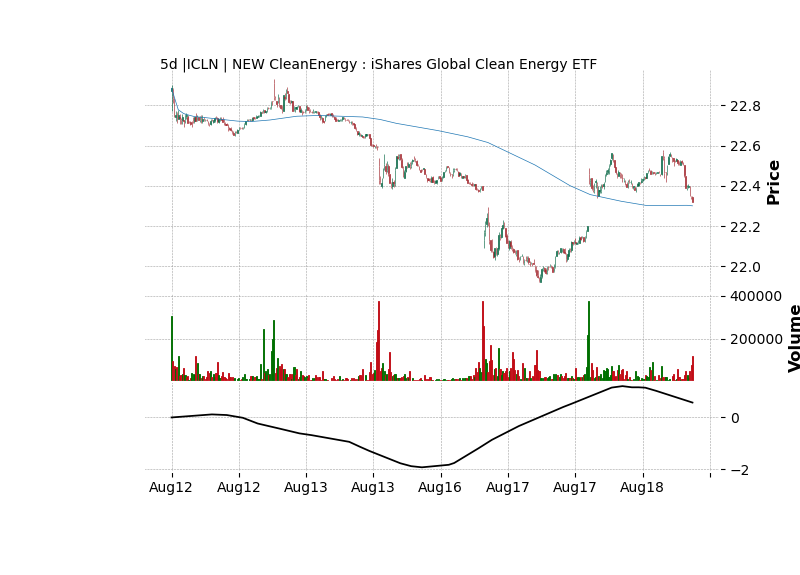 5d |ICLN | NEW CleanEnergy : iShares Global Clean Energy ETF
22.8
22.6
22.4
22.2
22.0
Price
400000
200000
Volume
0
−2
Aug12 Aug12 Aug13 Aug13 Aug16 Aug17 Aug17 Aug18